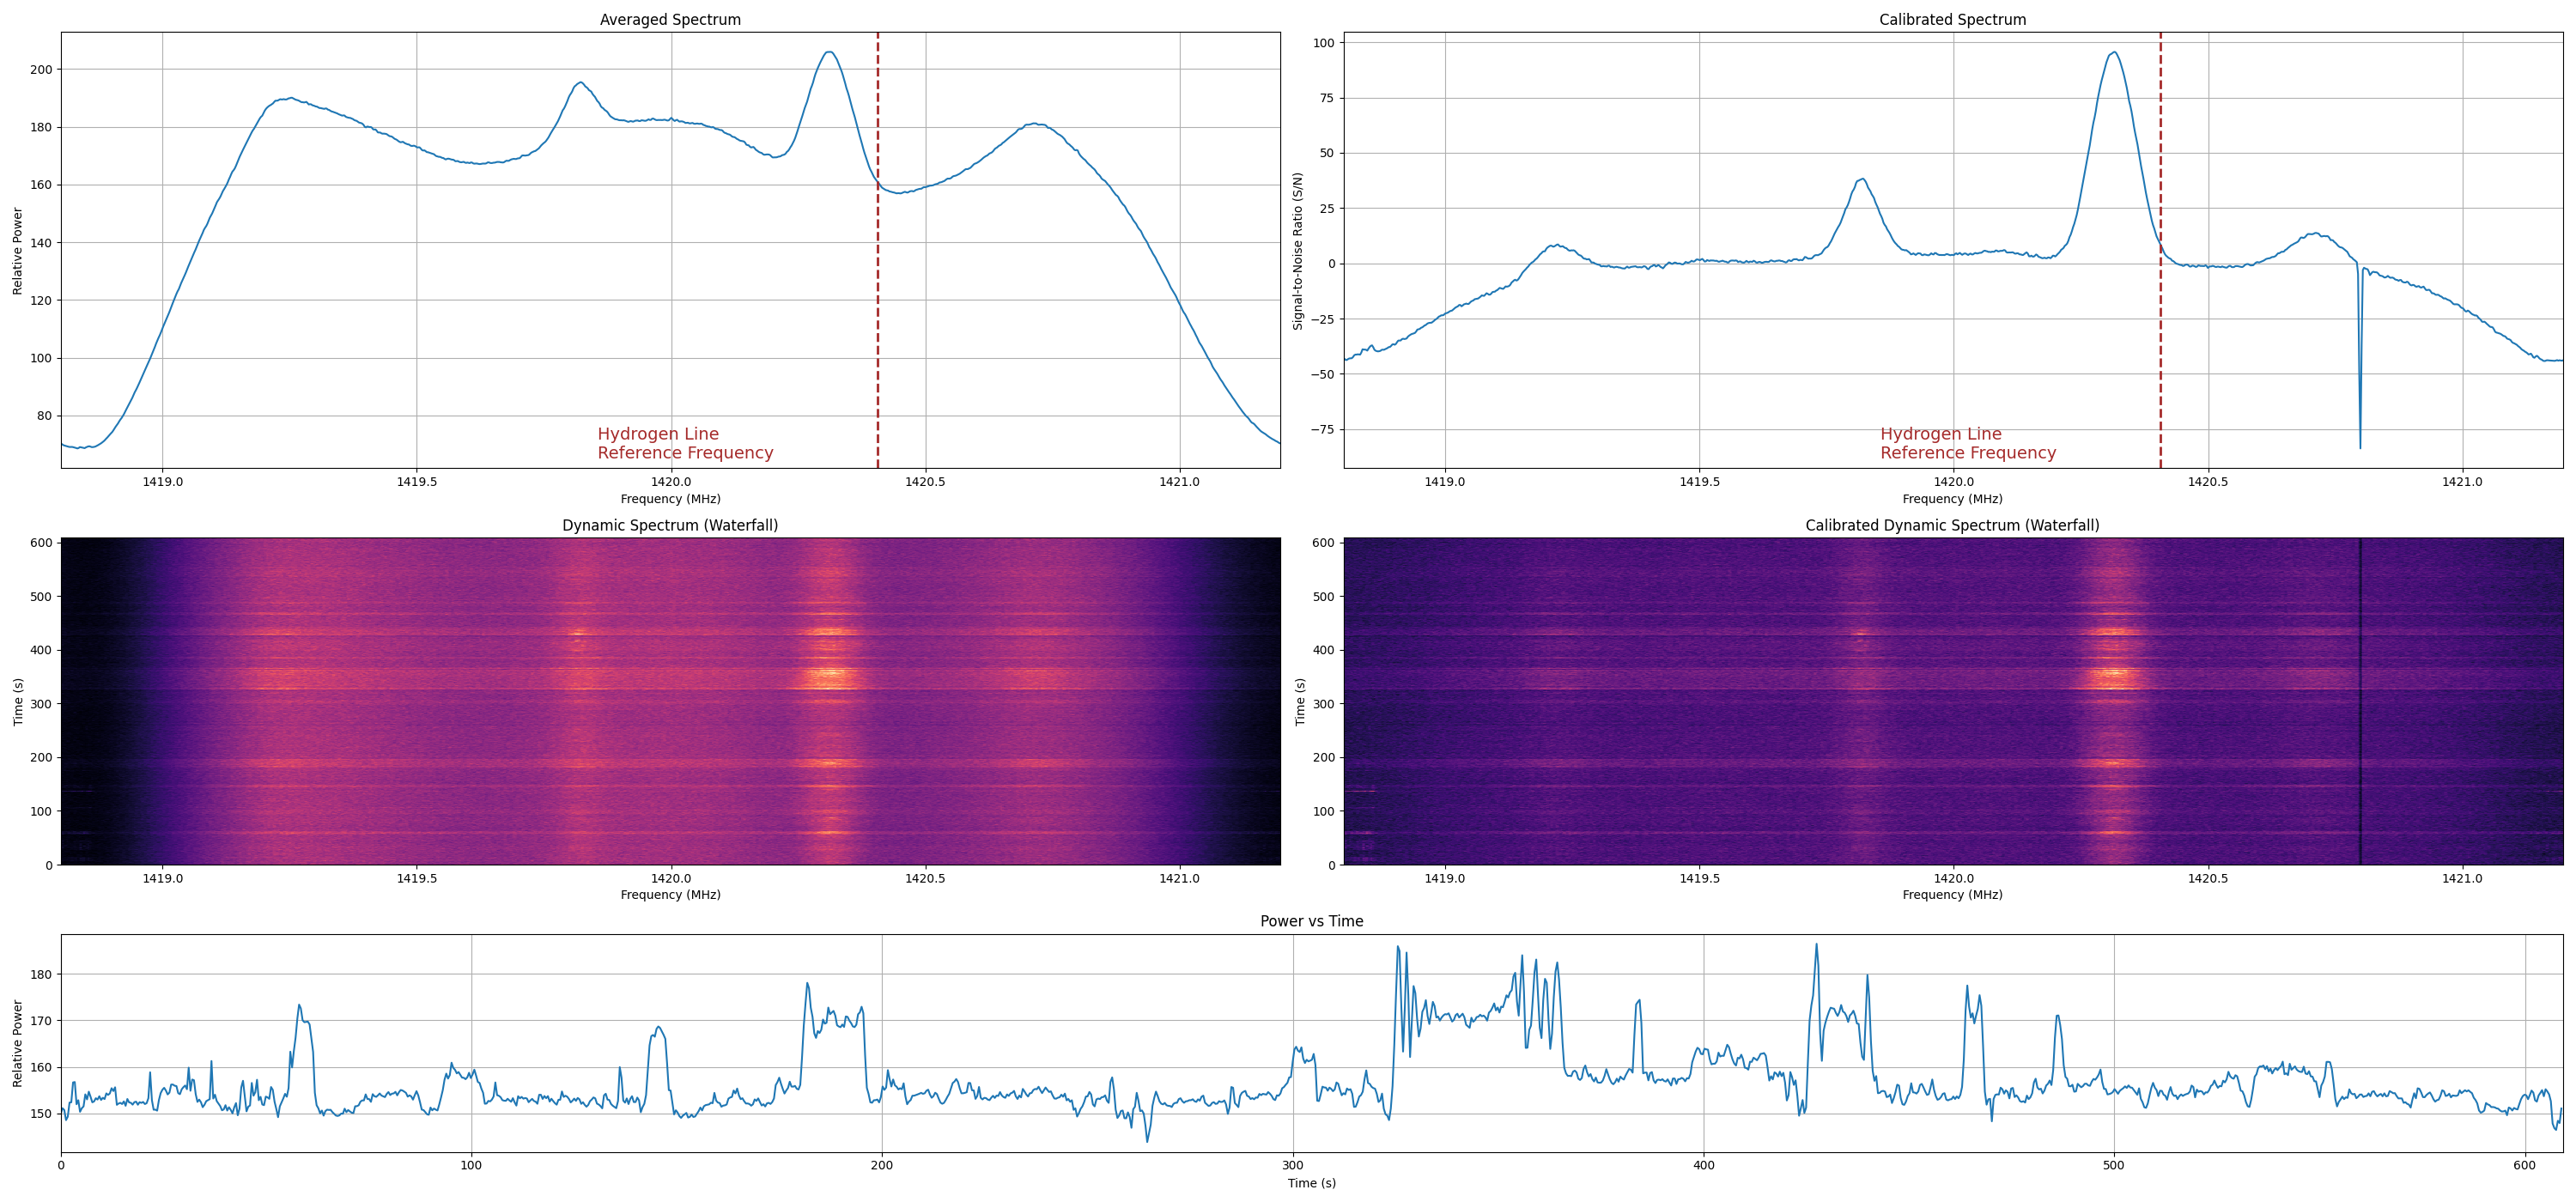 Averaged Spectrum
200
180
160
140
120
100
80
Relative Power
Hydrogen Line
Reference Frequency
1419.0 1419.5 1420.0 1420.5 1421.0
Frequency (MHz)
Calibrated Spectrum
100
75
50
25
0
−25
−50
−75
Signal-to-Noise Ratio (S/N)
Hydrogen Line
Reference Frequency
1419.0 1419.5 1420.0 1420.5 1421.0
Frequency (MHz)
Dynamic Spectrum (Waterfall)
600
500
400
300
200
100
0
Time (s)
1419.0 1419.5 1420.0 1420.5 1421.0
Frequency (MHz)
Calibrated Dynamic Spectrum (Waterfall)
600
500
400
300
200
100
0
Time (s)
1419.0 1419.5 1420.0 1420.5 1421.0
Frequency (MHz)
Power vs Time
180
170
160
150
Relative Power
0 100 200 300 400 500 600
Time (s)